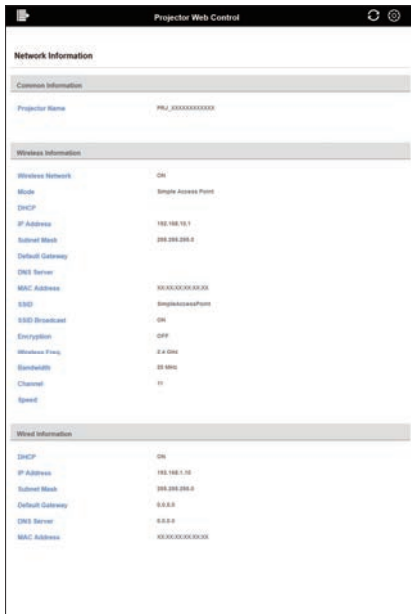 Projector Web Control
Network Information
Common Information
Projector Name PRJ_XXXXXXXXXXXX
Wireless Information
Wireless Network ON
Mode Simple Access Point
DHCP
IP Address 192.168.10.1
Subnet Mask 255.255.255.0
Default Gateway
DNS Server
MAC Address XX:XX:XX:XX:XX:XX
SSID SimpleAccessPoint
SSID Broadcast ON
Encryption OFF
Wireless Freq. 2.4 GHz
Bandwidth MHz
Channel 11
Speed
Wired Information
DHCP ON
IP Address 192.168.1.10
Subnet Mask 255.255.255.0
Default Gateway 0.0.0.0
DNS Server 0.0.0.0
MAC Address XX:XX:XX:XX:XX:XX